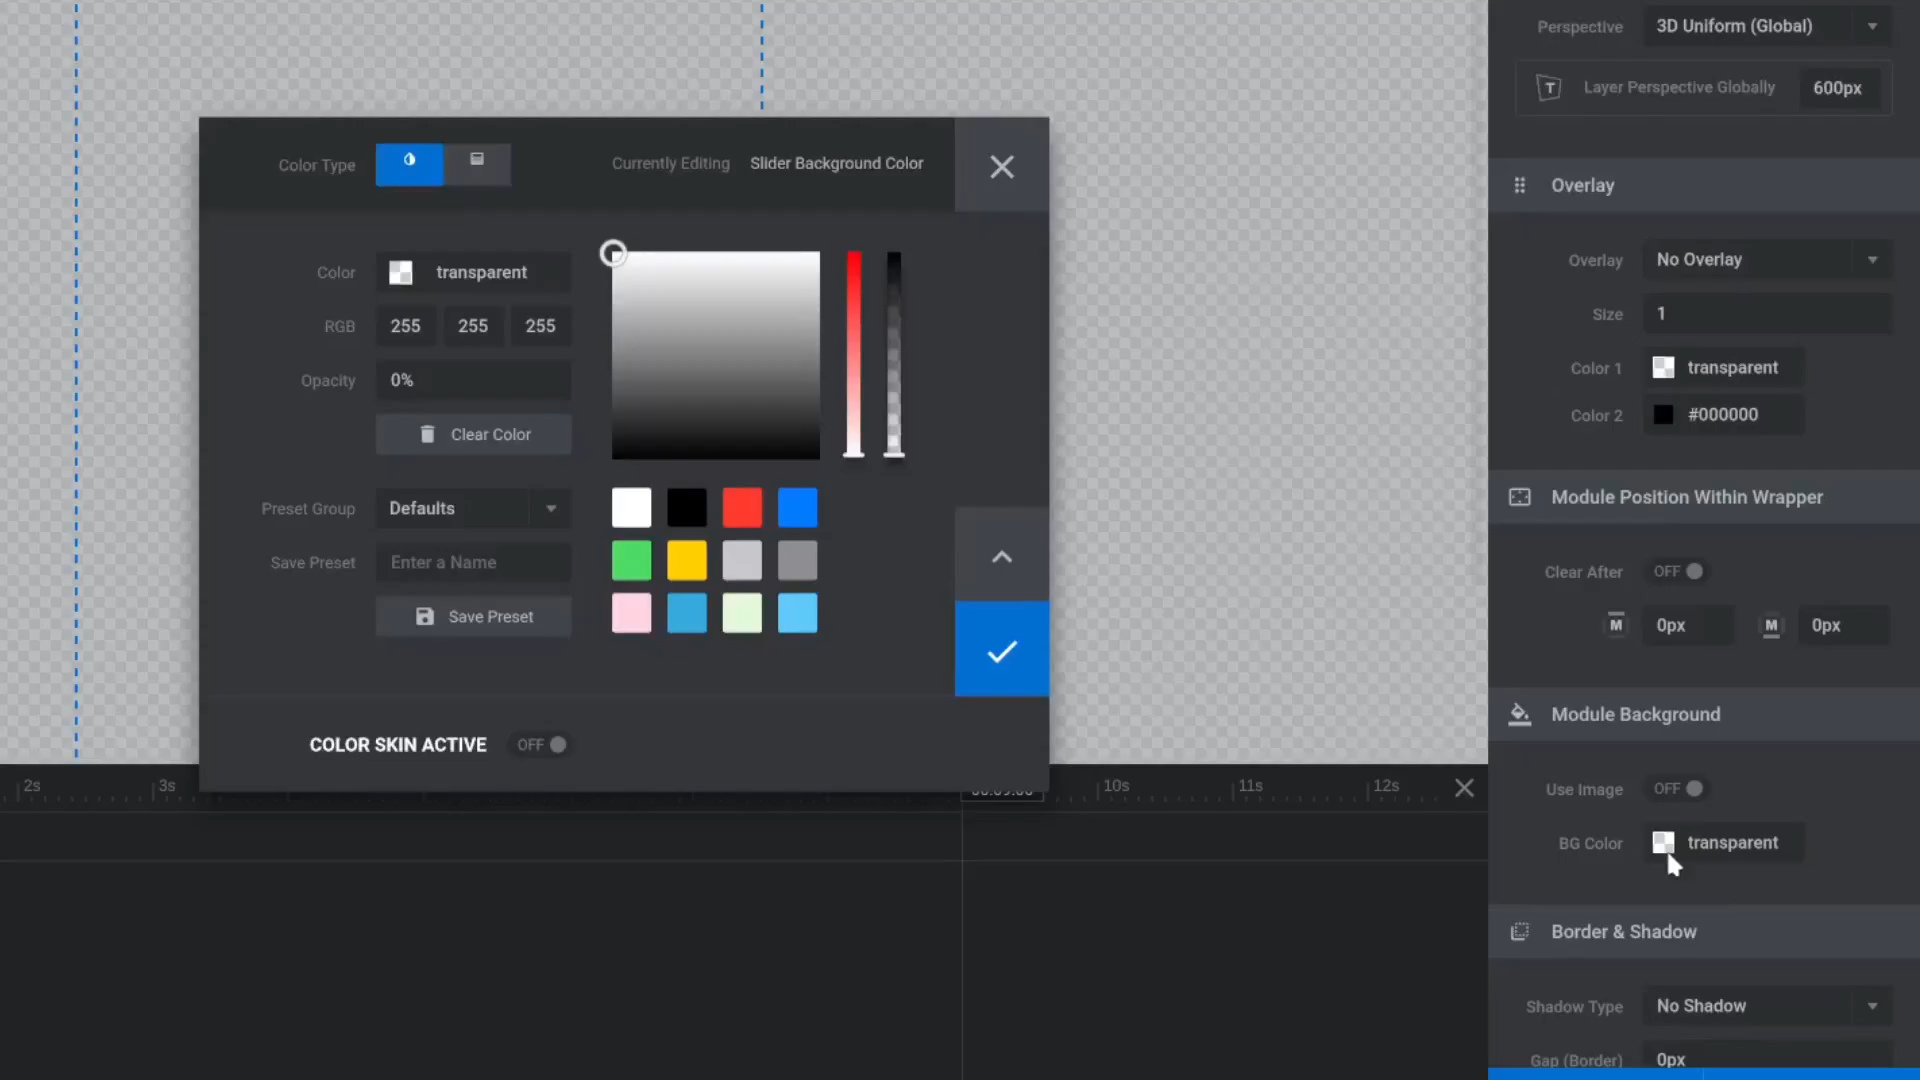 Perspective
3D Uniform (Global)
T
Layer Perspective Globally
600px
Color Type
Currently Editing
Slider Background Color
Overlay
Color
transparent
RGB
255
255
255
Opacity
0%
Clear Color
Preset Group
Defaults
Save Preset
Enter a Name
Save Preset
COLOR SKIN ACTIVE
OFF
Overlay
No Overlay
Size
1
Color 1
transparent
Color 2
#000000
Module Position Within Wrapper
Clear After
OFF
M
0px
M
0px
Module Background
Use Image
OFF
BG Color
transparent
Border & Shadow
Shadow Type
No Shadow
Gap (Border)
0px
2s
3s
10s
11s
12s